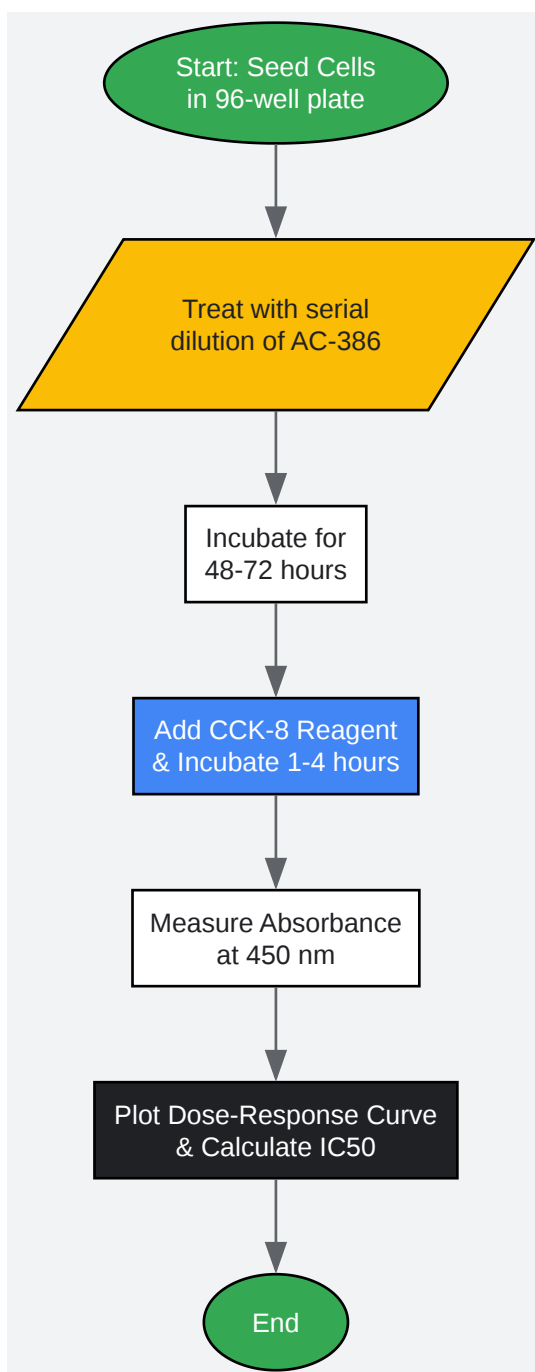 Start: Seed Cells
in 96-well plate
Treat with serial
dilution of AC-386
Incubate for
48-72 hours
Add CCK-8 Reagent
& Incubate 1-4 hours
Measure Absorbance
at 450 nm
Plot Dose-Response Curve
& Calculate IC50
End